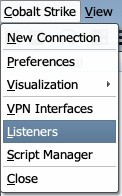 Cobalt Strike View
New Connection
Preferences
Visualization
VPN Interfaces
Listeners
Script Manager
Close